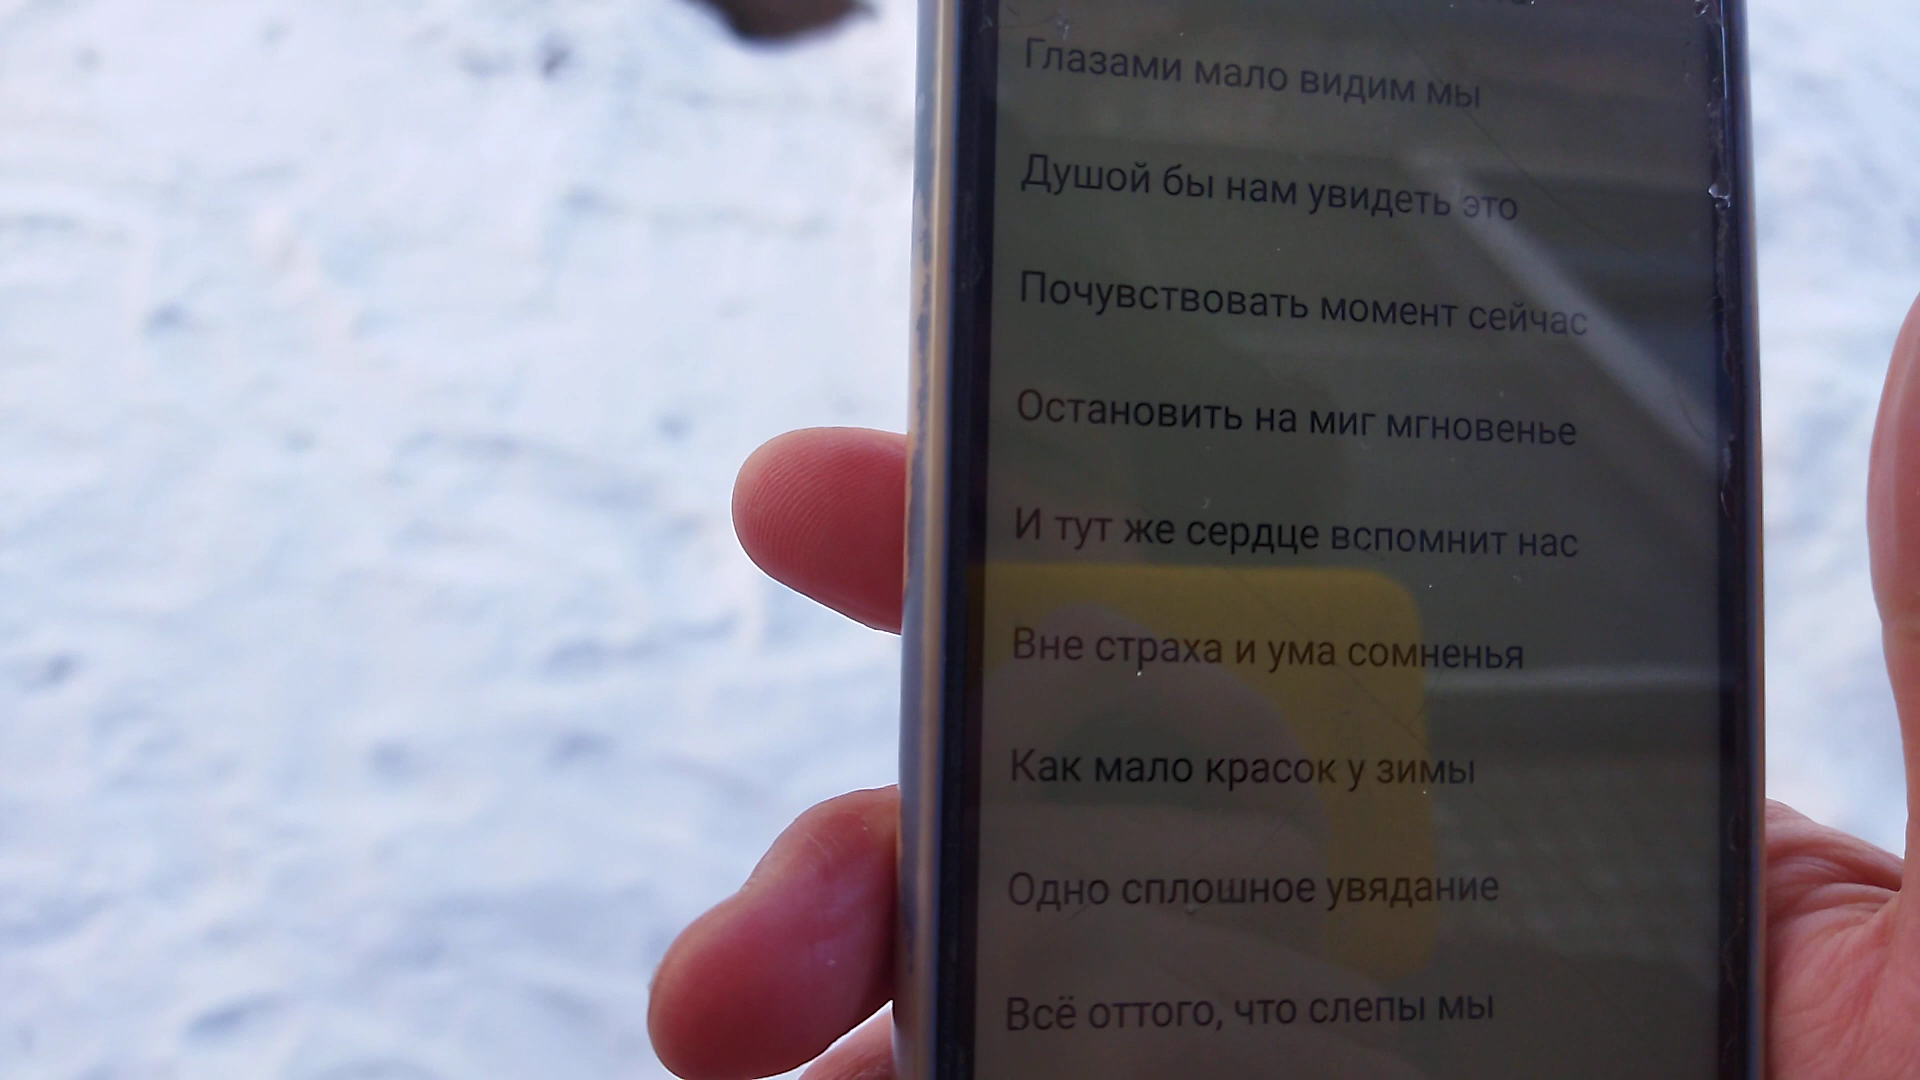 Глазами мало видим мы
Душой бы нам увидеть это
Почувствовать момент сейчас
Остановить на миг мгновенье
И тут же сердце вспомнит нас
Вне страха и ума сомненья
Как мало красок у зимы
Одно сплошное увядание
Всё оттого, что слепы мы